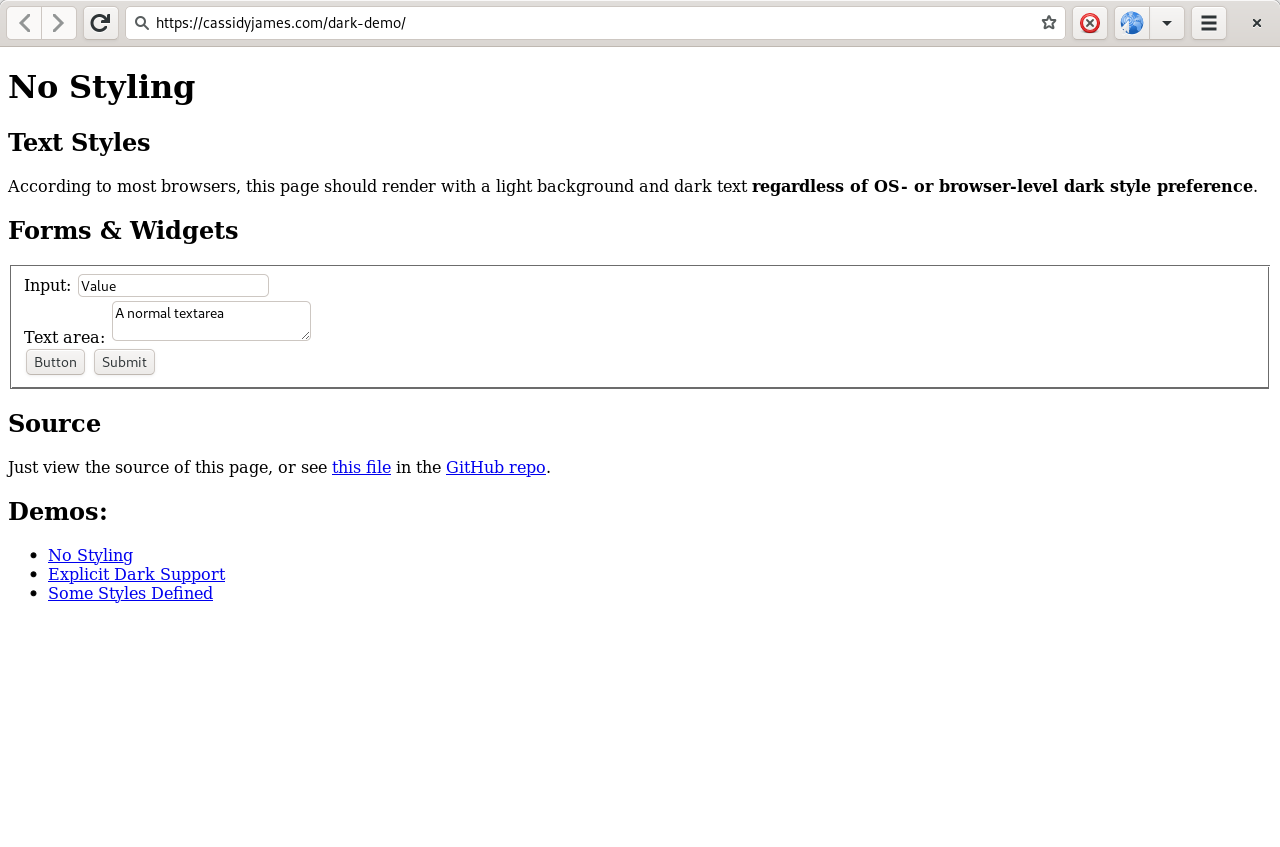 https://cassidyjames.com/dark-demo/
No Styling
Text Styles
According to most browsers, this page should render with a light background and dark text regardless of OS- or browser-level dark style preference.
Forms & Widgets
Input: Value
Text area: A normal textarea
Button Submit
Source
Just view the source of this page, or see this file in the GitHub repo.
Demos:
No Styling
Explicit Dark Support
Some Styles Defined